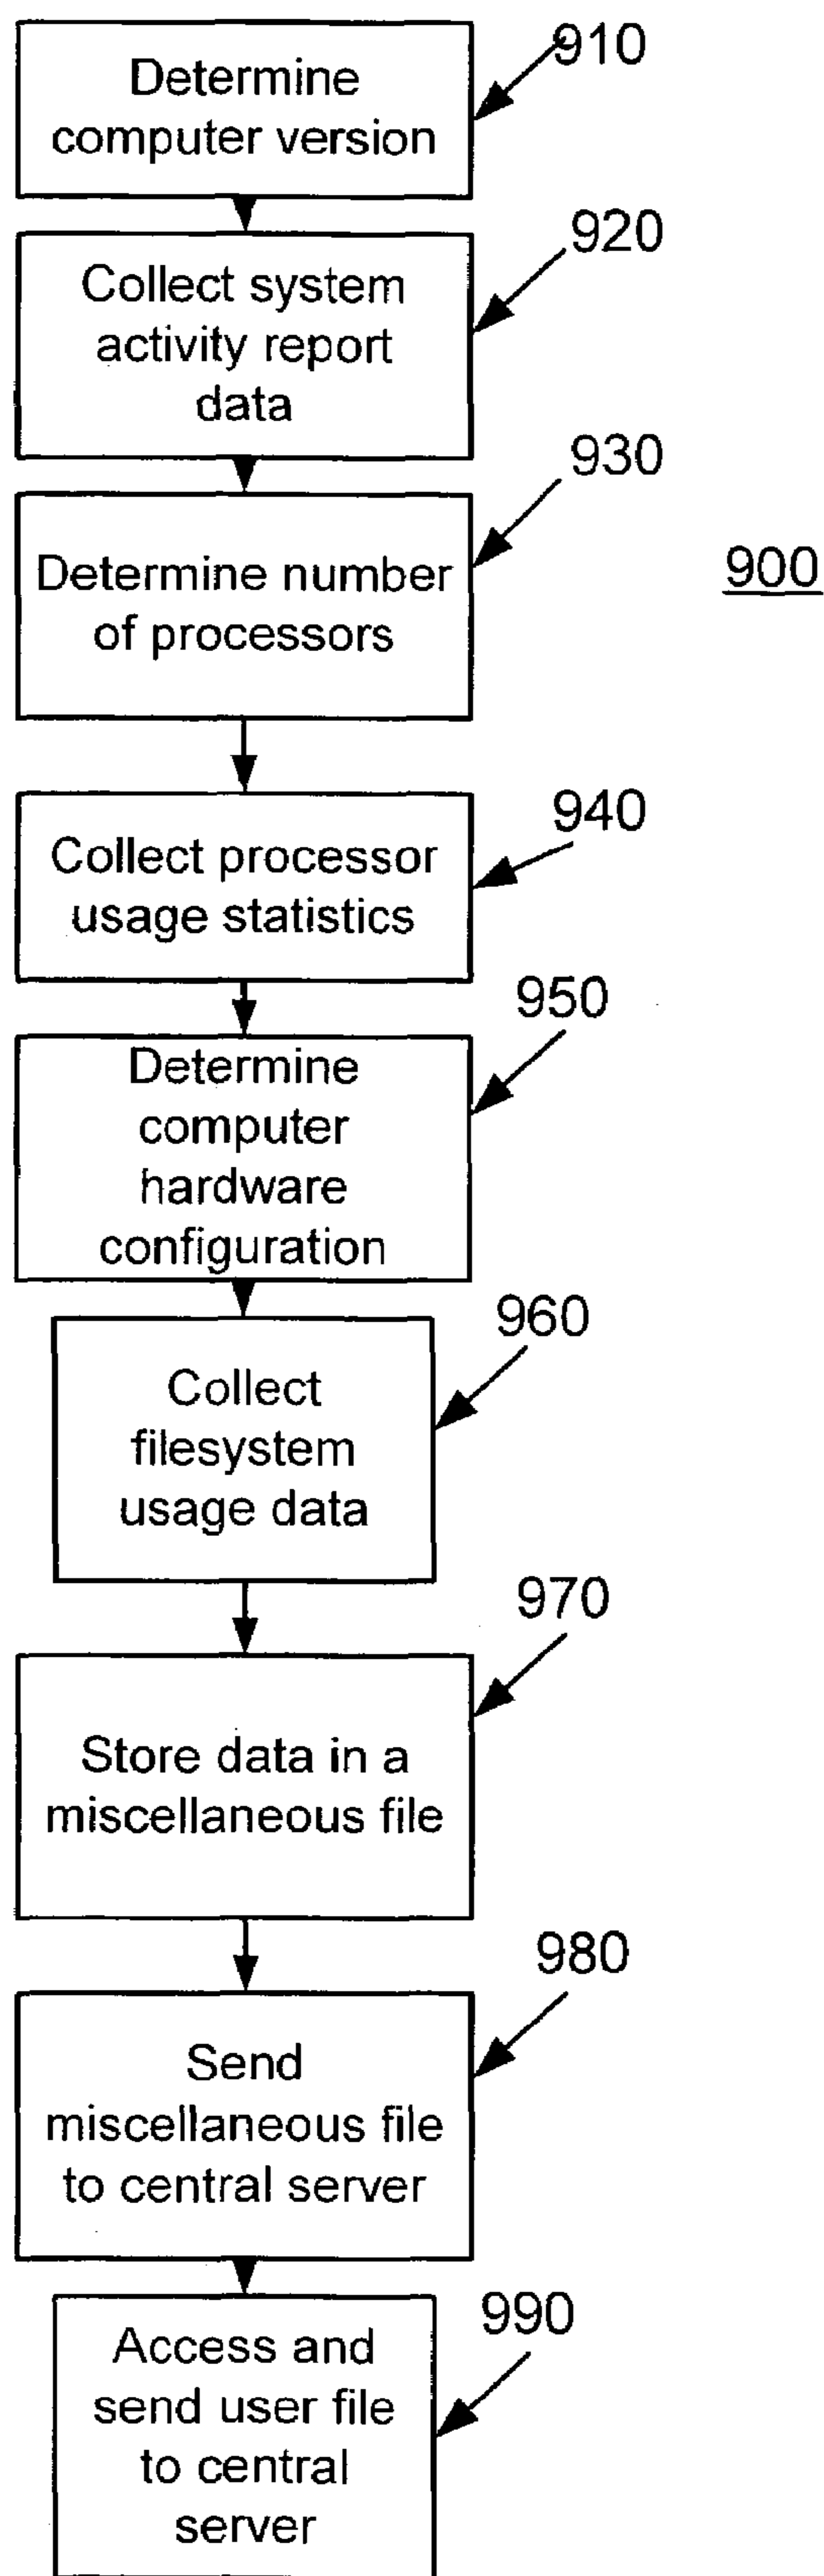 910
Determine
computer version
920
Collect system
activity report
data
930
Determine number
of processors
900
940
Collect processor
usage statistics
950
Determine
computer
hardware
configuration
960
Collect
filesystem
usage data
970
Store data in a
miscellaneous file
980
Send
miscellaneous file
to central server
990
Access and
send user file
to central
server